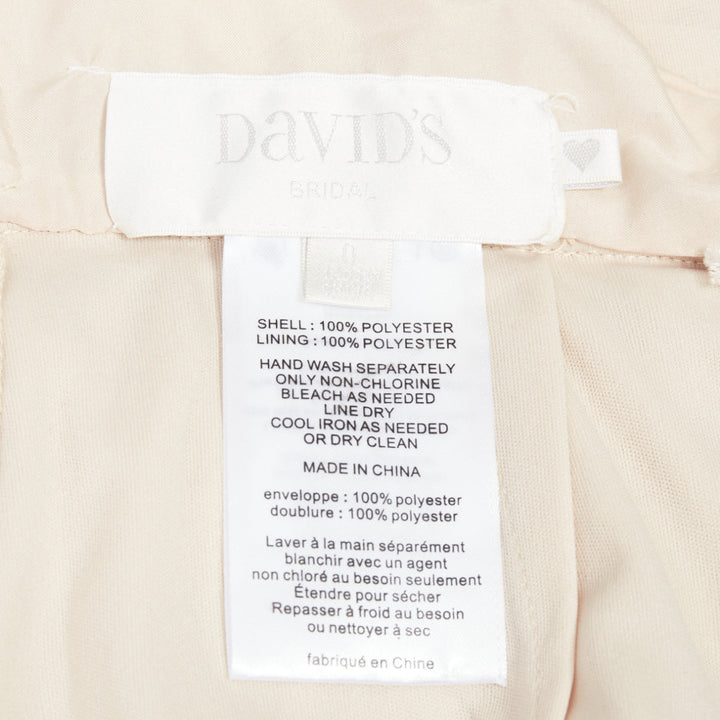 DAVID'S
BRIDAL
0
SHELL : 100% POLYESTER
LINING : 100% POLYESTER
HAND WASH SEPARATELY
ONLY NON-CHLORINE
BLEACH AS NEEDED
LINE DRY
COOL IRON AS NEEDED
OR DRY CLEAN
MADE IN CHINA
enveloppe : 100% polyester
doublure : 100% polyester
Laver à la main séparément
blanchir avec un agent
non chloré au besoin seulement
Étendre pour sécher
Repasser à froid au besoin
ou nettoyer à sec
fabriqué en Chine